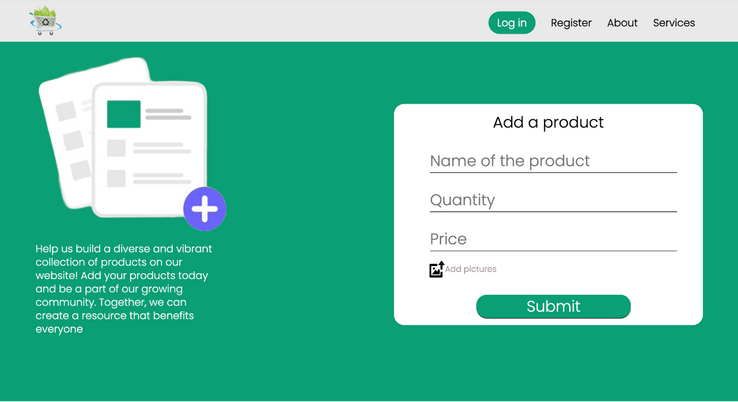 Log in
Register
About
Services
Add a product
Name of the product
Quantity
Price
Add pictures
Submit
Help us build a diverse and vibrant
collection of products on our
website! Add your products today
and be a part of our growing
community. Together, we can
create a resource that benefits
everyone